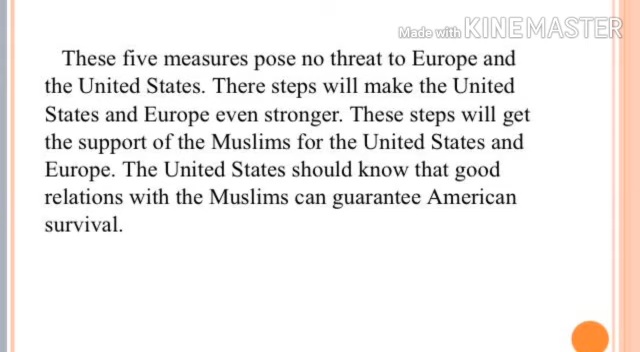 Made with KINEMASTER
These five measures pose no threat to Europe and
the United States. There steps will make the United
States and Europe even stronger. These steps will get
the support of the Muslims for the United States and
Europe. The United States should know that good
relations with the Muslims can guarantee American
survival.